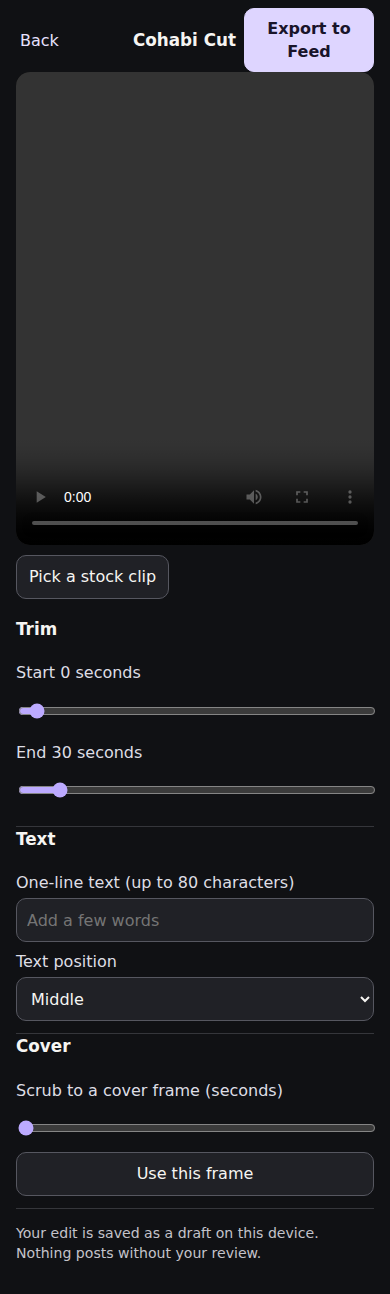 Back
Cohabi Cut
Export to
Feed
0:00
Pick a stock clip
Trim
Start 0 seconds
End 30 seconds
Text
One-line text (up to 80 characters)
Add a few words
Text position
Middle
Cover
Scrub to a cover frame (seconds)
Use this frame
Your edit is saved as a draft on this device.
Nothing posts without your review.